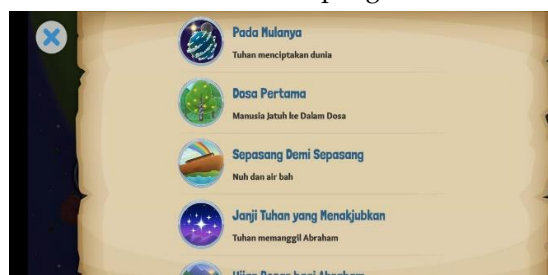 Pada Mulanya
Tuhan menciptakan dunia
Dosa Pertama
Manusia Jatuh ke Dalam Dosa
Sepasang Demi Sepasang
Nuh dan air bah
Janji Tuhan yang Menakjubkan
Tuhan memanggil Abraham